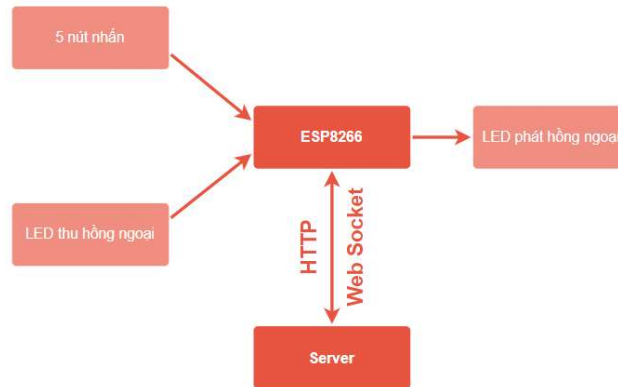 5 nút nhấn
ESP8266
LED phát hồng ngoại
LED thu hồng ngoại
HTTP
Web Socket
Server